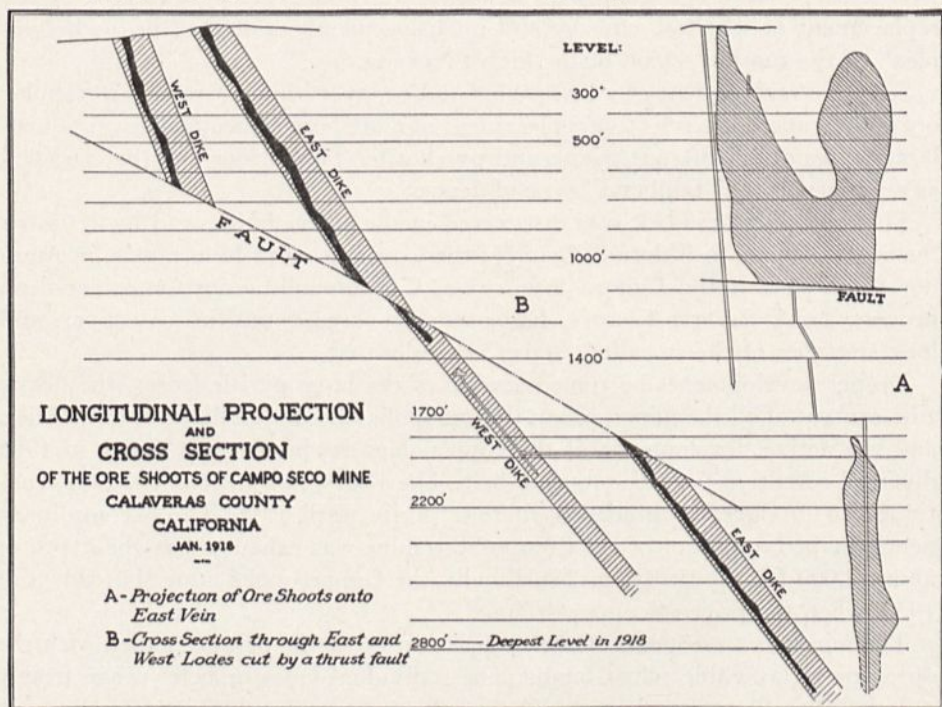 LEVEL:
300'
500'
1000'
1400'
1700'
2200'
2800' — Deepest Level in 1918
WEST DIKE
EAST DIKE
FAULT
B
WEST DIKE
EAST DIKE
FAULT
A
LONGITUDINAL PROJECTION
AND
CROSS SECTION
OF THE ORE SHOOTS OF CAMPO SECO MINE
CALAVERAS COUNTY
CALIFORNIA
JAN. 1918
A - Projection of Ore Shoots onto
East Vein
B - Cross Section through East and
West Lodes cut by a thrust fault